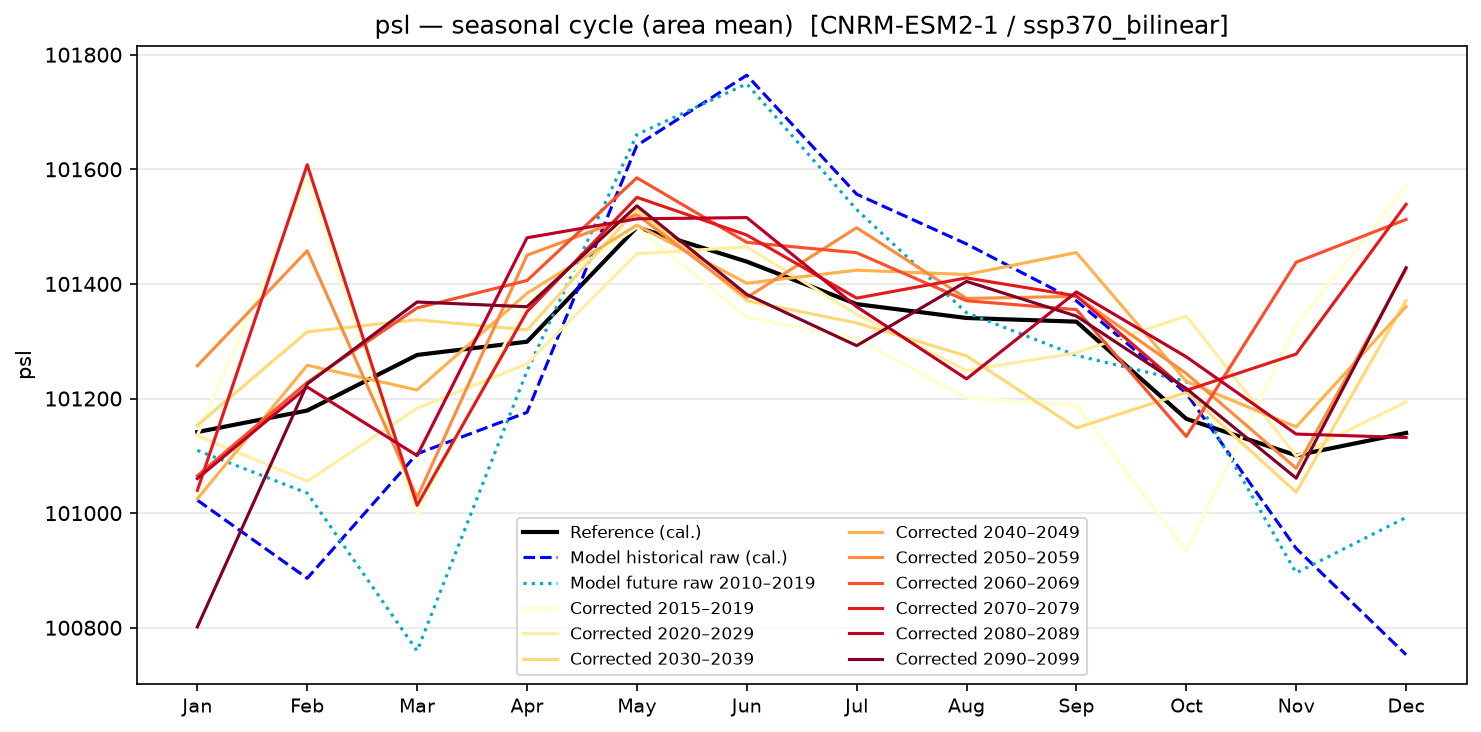 psl — seasonal cycle (area mean)  [CNRM-ESM2-1 / ssp370_bilinear]
psl
101800
101600
101400
101200
101000
100800
Jan Feb Mar Apr May Jun Jul Aug Sep Oct Nov Dec
Reference (cal.)
Model historical raw (cal.)
Model future raw 2010–2019
Corrected 2015–2019
Corrected 2020–2029
Corrected 2030–2039
Corrected 2040–2049
Corrected 2050–2059
Corrected 2060–2069
Corrected 2070–2079
Corrected 2080–2089
Corrected 2090–2099